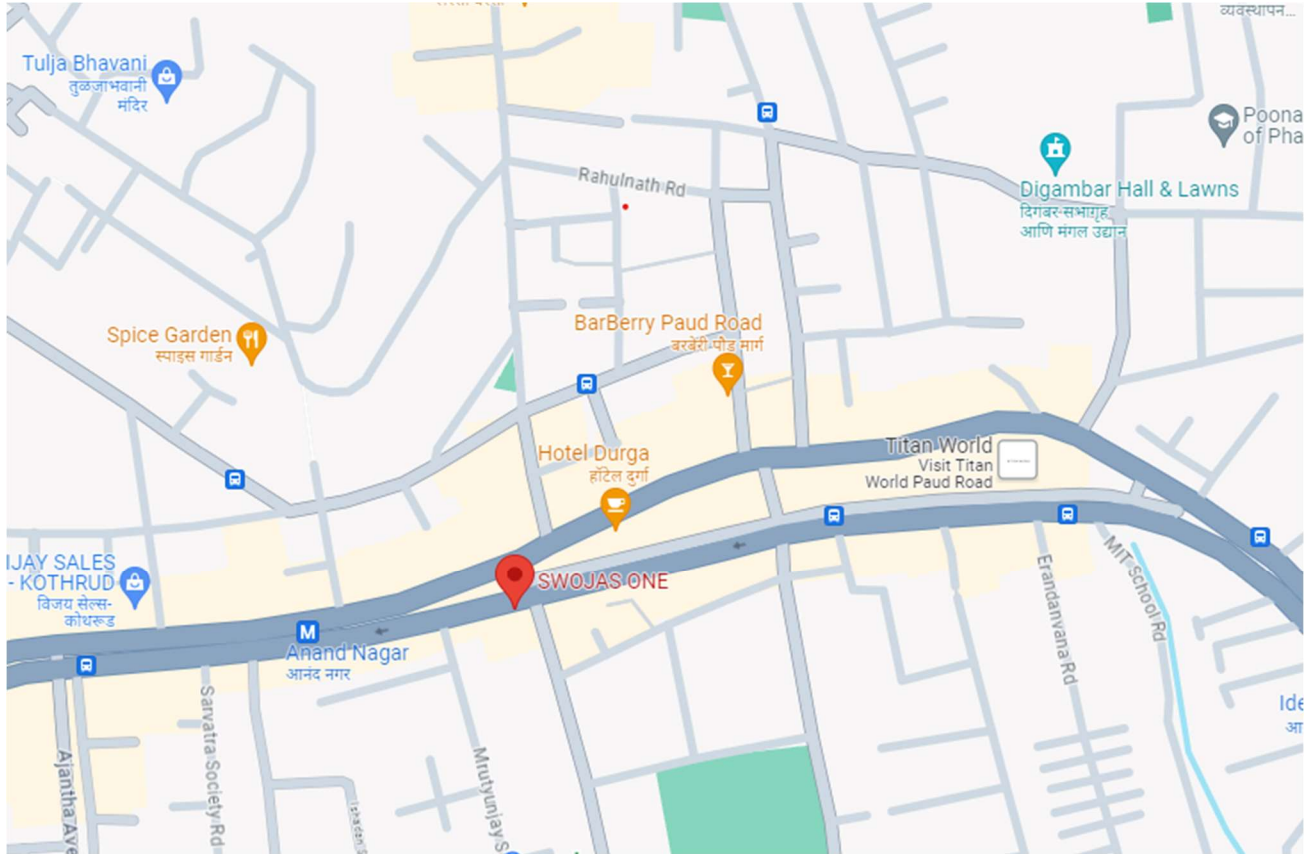 व्यवस्थापन...
Tulja Bhavani
तुळजाभवानी
मंदिर
Poona
of Pha
Rahulnath Rd
Digambar Hall & Lawns
दिगंबर सभागृह
आणि मंगल उद्यान
BarBerry Paud Road
बरबेरी पौड मार्ग
Spice Garden
स्पाइस गार्डन
Hotel Durga
हॉटेल दुर्गा
Titan World
Visit Titan
World Paud Road
IJAY SALES
- KOTHRUD
विजय सेल्स-
कोथरूड
SWOJAS ONE
M
Anand Nagar
आनंद नगर
MIT School Rd
Erandanvana Rd
Sarvatra Society Rd
Ajantha Ave
Mrutyunjay S
Ishadan S
Ide
आ